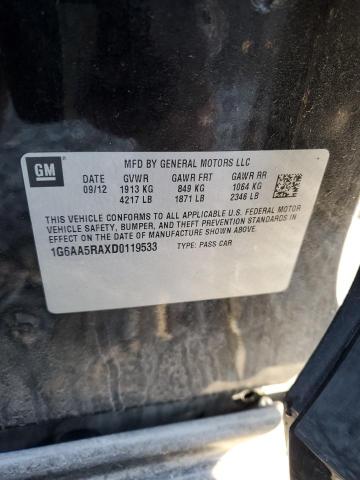 GM
MFD BY GENERAL MOTORS LLC
DATE GVWR GAWR FRT GAWR RR
09/12 1913 KG 849 KG 1064 KG
4217 LB 1871 LB 2346 LB
THIS VEHICLE CONFORMS TO ALL APPLICABLE U.S. FEDERAL MOTOR
VEHICLE SAFETY, BUMPER, AND THEFT PREVENTION STANDARDS
IN EFFECT ON THE DATE OF MANUFACTURE SHOWN ABOVE.
1G6AA5RAXD0119533 TYPE: PASS CAR